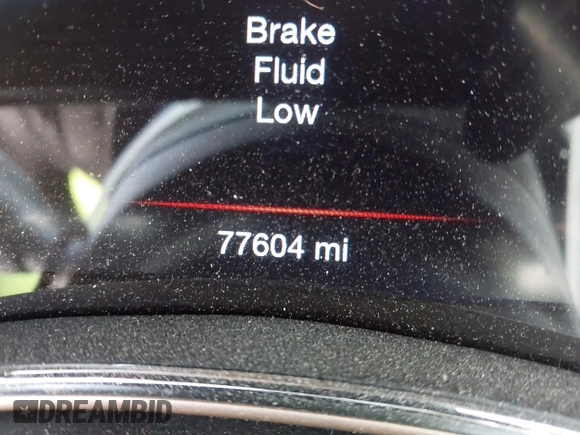 Brake
Fluid
Low
77604 mi
DREAMBID